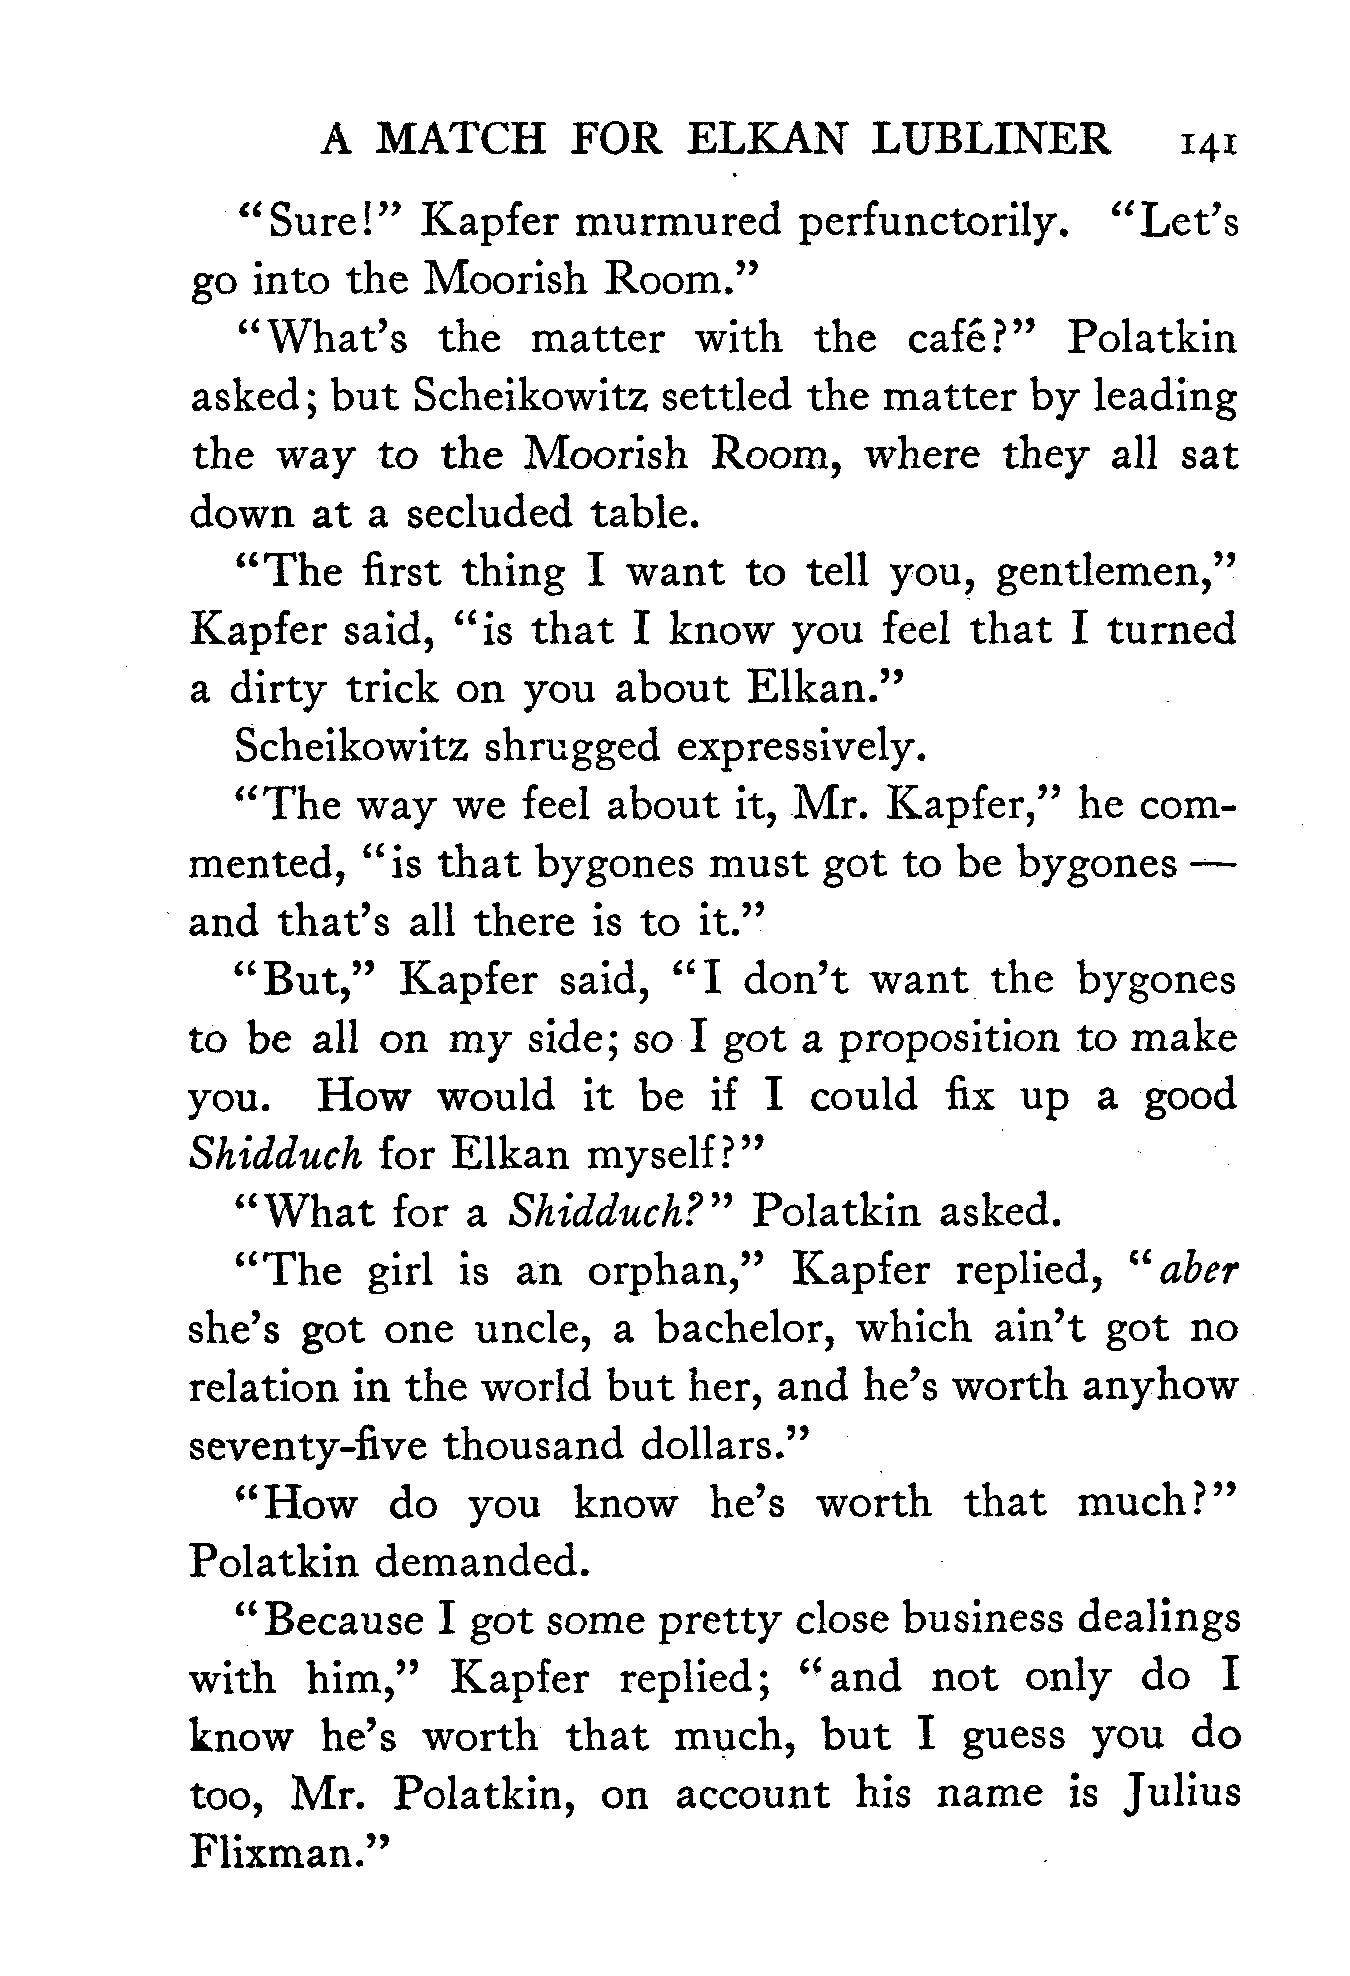 A MATCH FOR ELKAN LUBLINER 141
“Sure!” Kapfer murmured perfunctorily. “Let’s
go into the Moorish Room.”
“What’s the matter with the café?” Polatkin
asked; but Scheikowitz settled the matter by leading
the way to the Moorish Room, where they all sat
down at a secluded table.
“The first thing I want to tell you, gentlemen,”
Kapfer said, “is that I know you feel that I turned
a dirty trick on you about Elkan.”
Scheikowitz shrugged expressively.
“The way we feel about it, Mr. Kapfer,” he com-
mented, “is that bygones must got to be bygones —
and that’s all there is to it.”
“But,” Kapfer said, “I don’t want the bygones
to be all on my side; so I got a proposition to make
you. How would it be if I could fix up a good
Shidduch for Elkan myself?”
“What for a Shidduch?” Polatkin asked.
“The girl is an orphan,” Kapfer replied, “aber
she’s got one uncle, a bachelor, which ain’t got no
relation in the world but her, and he’s worth anyhow
seventy-five thousand dollars.”
“How do you know he’s worth that much?”
Polatkin demanded.
“Because I got some pretty close business dealings
with him,” Kapfer replied; “and not only do I
know he’s worth that much, but I guess you do
too, Mr. Polatkin, on account his name is Julius
Flixman.”